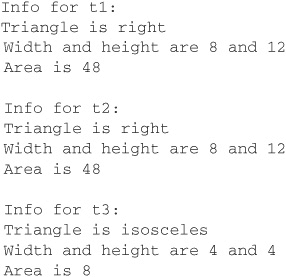 Info for t1:
Triangle is right
Width and height are 8 and 12
Area is 48
Info for t2:
Triangle is right
Width and height are 8 and 12
Area is 48
Info for t3:
Triangle is isosceles
Width and height are 4 and 4
Area is 8